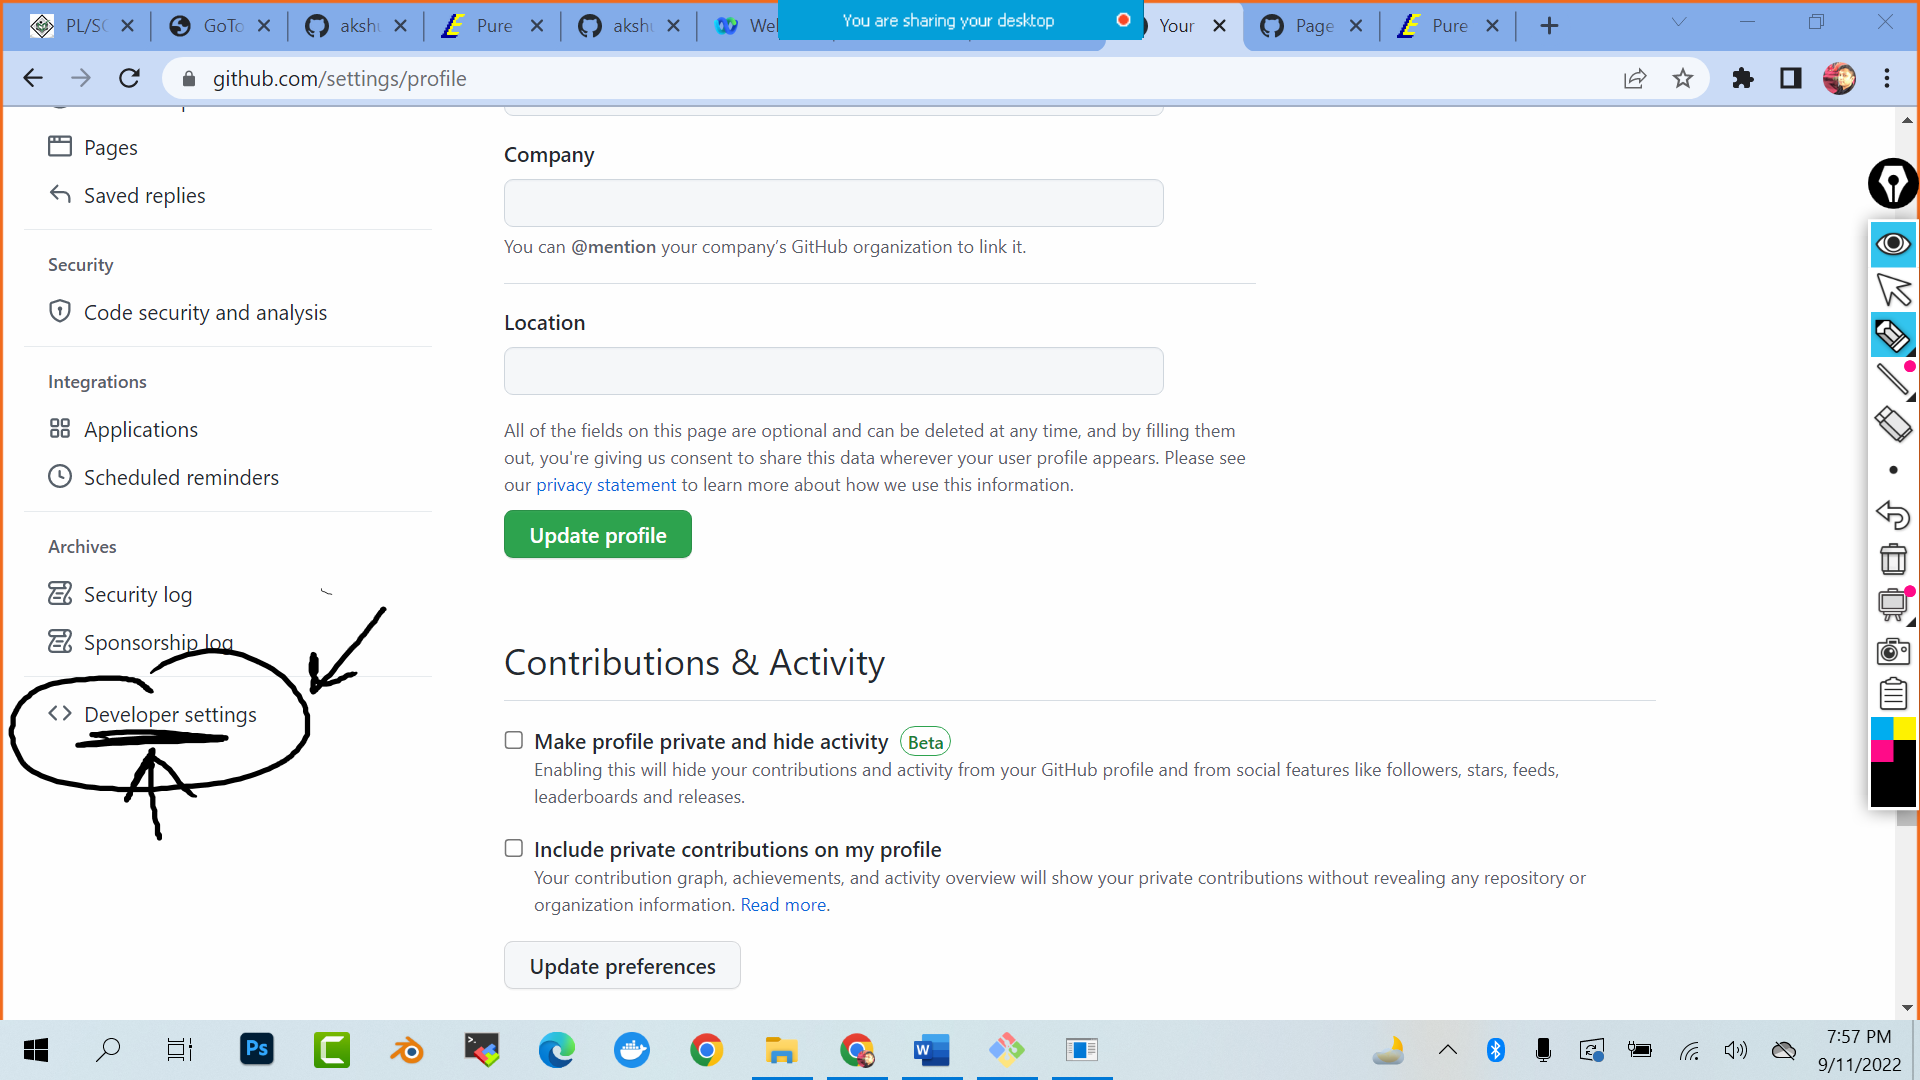 PL/SC
GoTo
akshu
Pure
akshu
Wel
You are sharing your desktop
Your
Page
Pure
github.com/settings/profile
Pages
Saved replies
Security
Code security and analysis
Integrations
Applications
Scheduled reminders
Archives
Security log
Sponsorship log
Developer settings
Company
You can @mention your company’s GitHub organization to link it.
Location
All of the fields on this page are optional and can be deleted at any time, and by filling them
out, you're giving us consent to share this data wherever your user profile appears. Please see
our privacy statement to learn more about how we use this information.
Update profile
Contributions & Activity
Make profile private and hide activity Beta
Enabling this will hide your contributions and activity from your GitHub profile and from social features like followers, stars, feeds,
leaderboards and releases.
Include private contributions on my profile
Your contribution graph, achievements, and activity overview will show your private contributions without revealing any repository or
organization information. Read more.
Update preferences
Ps
W
7:57 PM
9/11/2022